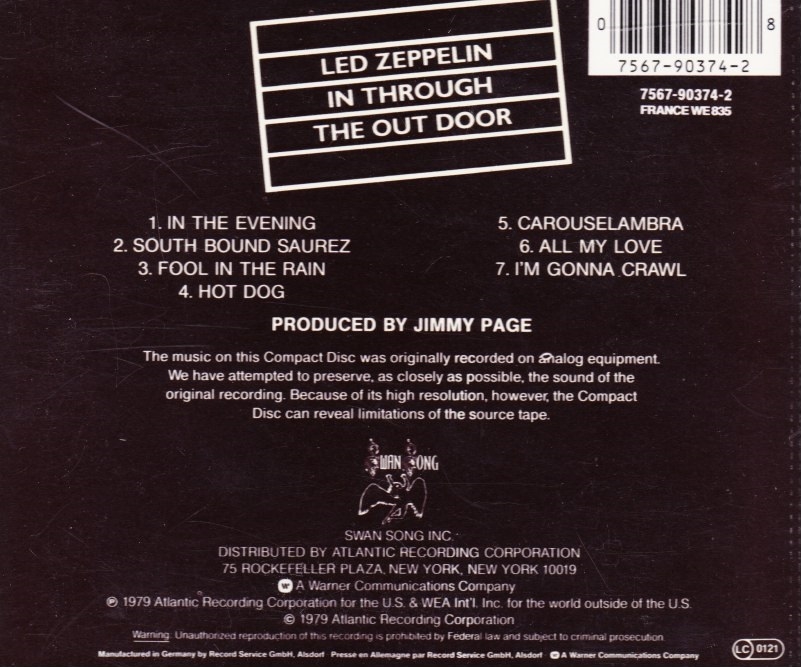 LED ZEPPELIN
IN THROUGH
THE OUT DOOR
0 8
7567-90374-2
7567-90374-2
FRANCE WE 835
1. IN THE EVENING
2. SOUTH BOUND SAUREZ
3. FOOL IN THE RAIN
4. HOT DOG
5. CAROUSELAMBRA
6. ALL MY LOVE
7. I'M GONNA CRAWL
PRODUCED BY JIMMY PAGE
The music on this Compact Disc was originally recorded on analog equipment.
We have attempted to preserve, as closely as possible, the sound of the
original recording. Because of its high resolution, however, the Compact
Disc can reveal limitations of the source tape.
SWAN SONG
SWAN SONG INC.
DISTRIBUTED BY ATLANTIC RECORDING CORPORATION
75 ROCKEFELLER PLAZA, NEW YORK, NEW YORK 10019
A Warner Communications Company
℗ 1979 Atlantic Recording Corporation for the U.S. & WEA Int'l. Inc. for the world outside of the U.S.
© 1979 Atlantic Recording Corporation
Warning. Unauthorized reproduction of this recording is prohibited by Federal law and subject to criminal prosecution.
Manufactured in Germany by Record Service GmbH, Alsdorf Presse en Allemagne par Record Service GmbH, Alsdorf A Warner Communications Company
LC 0121